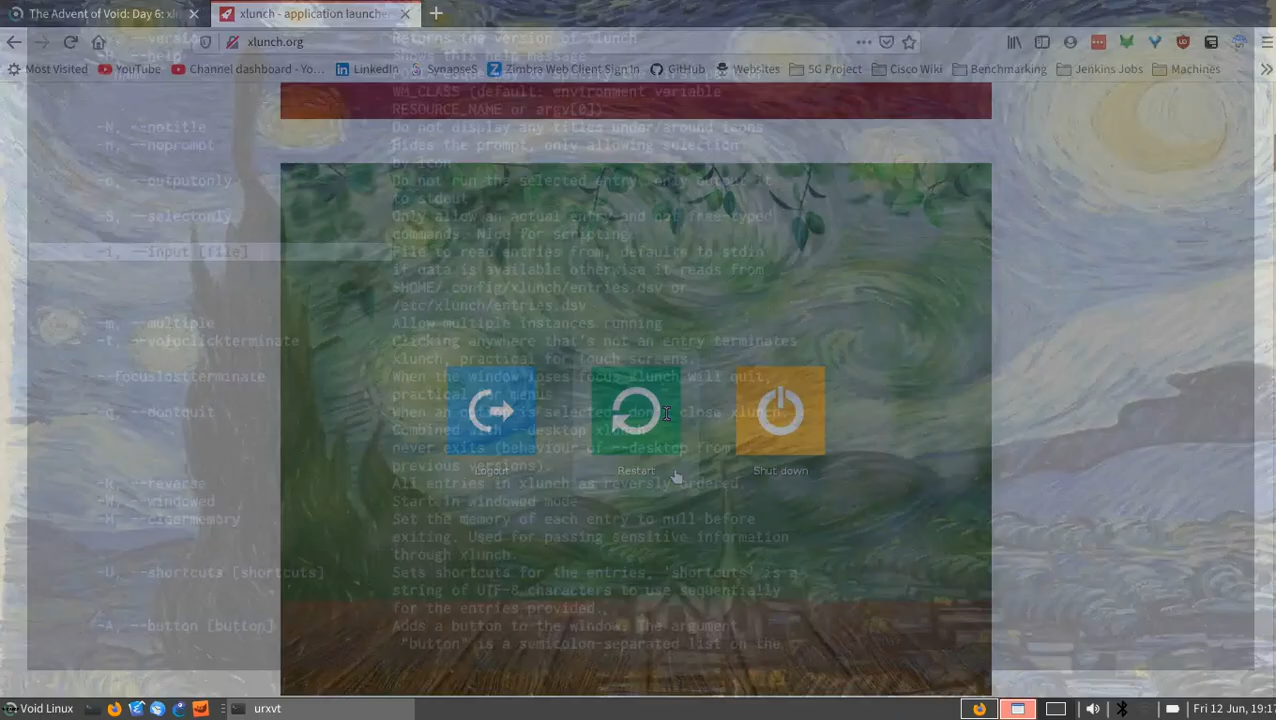 The Advent of Void: Day 6: xl
xlunch - application launche
xlunch.org
Most Visited
YouTube
Channel dashboard - Yo...
LinkedIn
SynapseS
Zimbra Web Client Sign In
GitHub
Websites
5G Project
Cisco Wiki
Benchmarking
Jenkins Jobs
Machines
Returns the version of xlunch
Shows this help message
WM_CLASS (default: environment variable
RESOURCE_NAME or argv[0])
-N, --notitle
Do not display any titles under/around icons
-n, --noprompt
Hides the prompt, only allowing selection
by icon
-o, --outputonly
Do not run the selected entry, only output it
to stdout
-S, --selectonly
Only allow an actual entry and not free-typed
commands. Nice for scripting
-i, --input [file]
File to read entries from, defaults to stdin
if data is available otherwise it reads from
$HOME/.config/xlunch/entries.dsv or
/etc/xlunch/entries.dsv
-m, --multiple
Allow multiple instances running
-t, --voidclickterminate
Clicking anywhere that's not an entry terminates
xlunch, practical for touch screens.
--focuslostterminate
When the window loses focus xlunch will quit,
practical for menus
-q, --dontquit
When an option is selected, don't close xlunch.
Combined with --desktop xlunch
never exits (behaviour of --desktop from
previous versions).
Logout
Restart
Shut down
-R, --reverse
All entries in xlunch as reversly ordered.
-W, --windowed
Start in windowed mode
-M, --clearmemory
Set the memory of each entry to null before
exiting. Used for passing sensitive information
through xlunch.
-U, --shortcuts [shortcuts]
Sets shortcuts for the entries, 'shortcuts' is a
string of UTF-8 characters to use sequentially
for the entries provided.
-A, --button [button]
Adds a button to the window. The argument
"button" is a semicolon-separated list on the
Void Linux
urxvt
Fri 12 Jun, 19:1